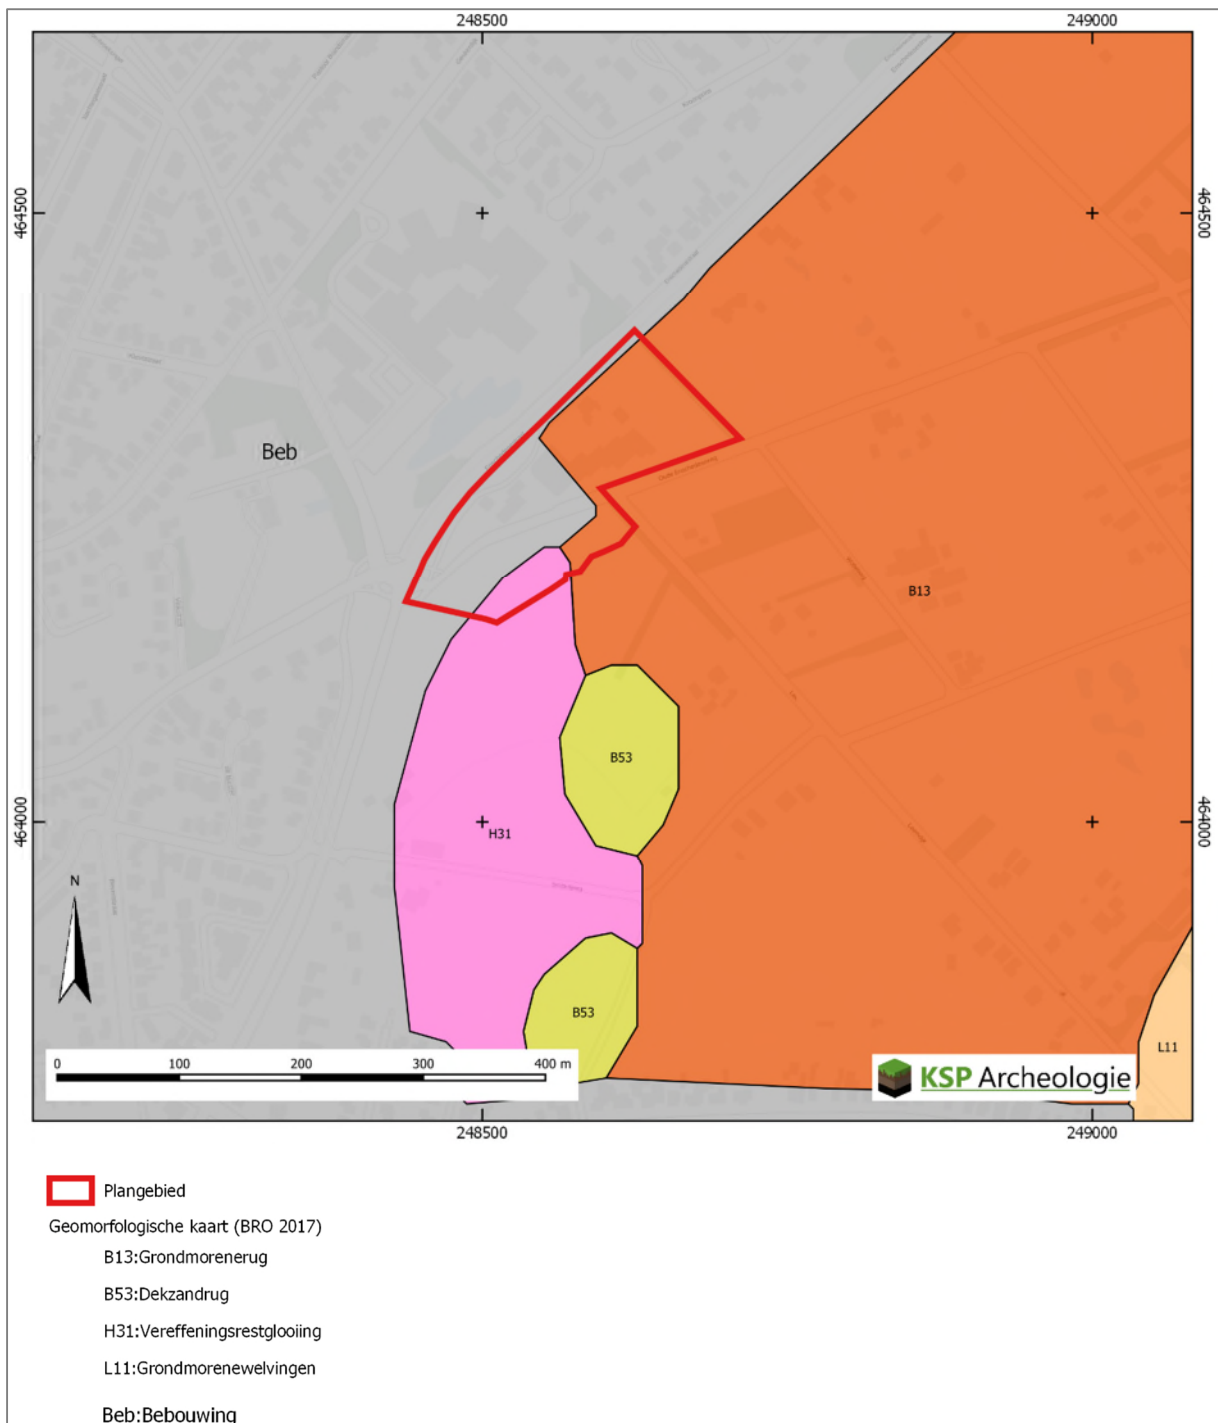 248500
249000
464500
464500
Beb
B13
B53
464000
464000
H31
N
B53
L11
0 100 200 300 400 m
KSP Archeologie
248500
249000
Plangebied
Geomorfologische kaart (BRO 2017)
B13:Grondmorenerug
B53:Dekzandrug
H31:Vereffeningsrestglooiing
L11:Grondmorenewelvingen
Beb:Bebouwing